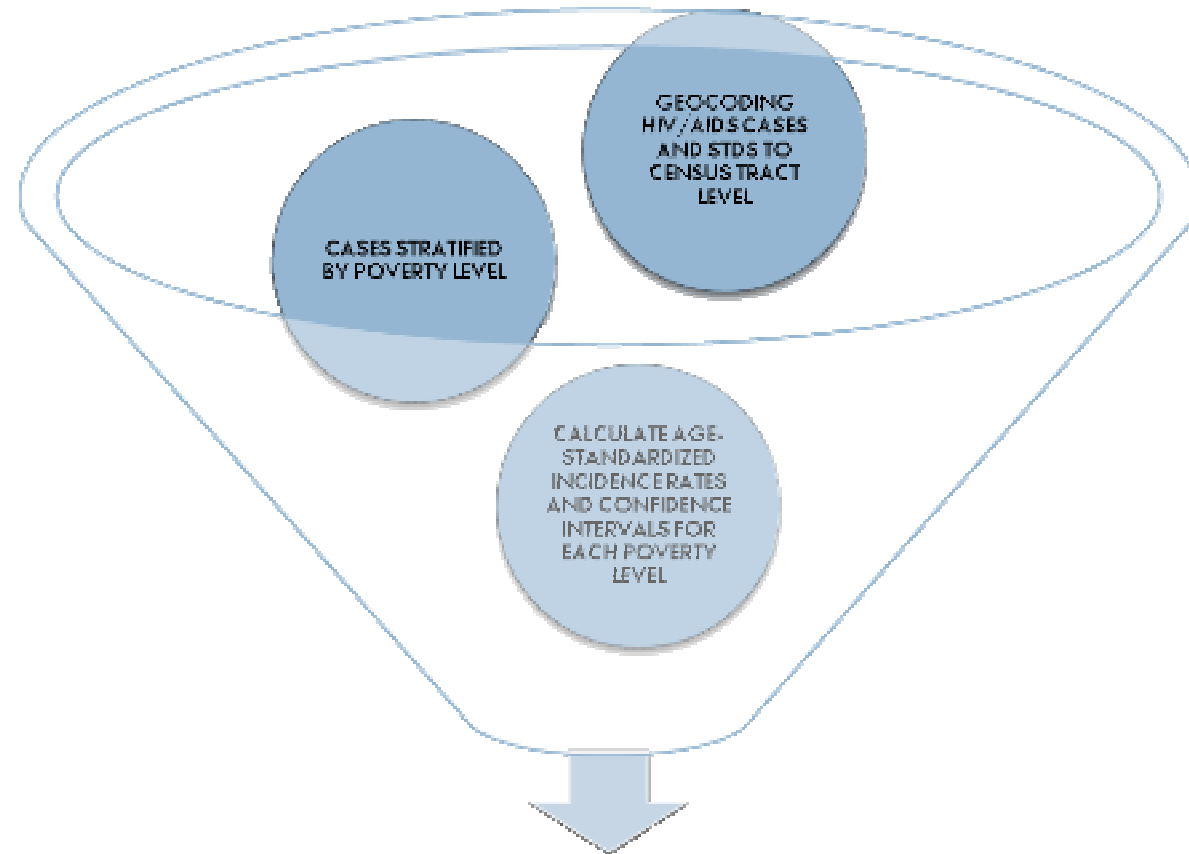 GEOCODING
HIV/AIDS CASES
AND STDS TO
CENSUS TRACT
LEVEL
CASES STRATIFIED
BY POVERTY LEVEL
CALCULATE AGE-
STANDARDIZED
INCIDENCE RATES
AND CONFIDENCE
INTERVALS FOR
EACH POVERTY
LEVEL